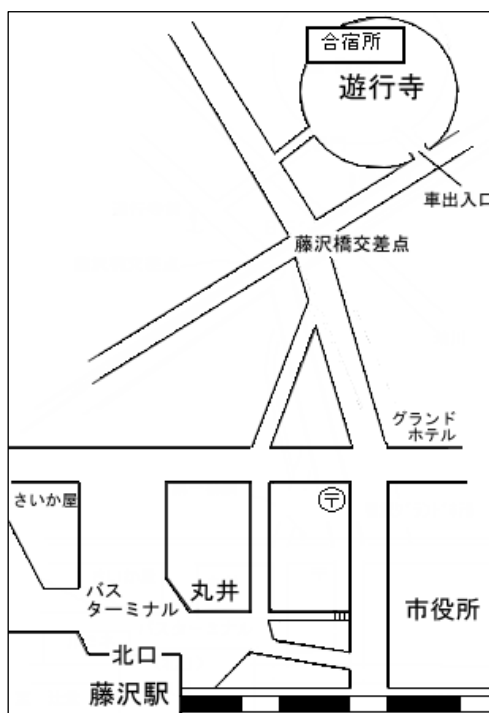 合宿所
遊行寺
車出入口
藤沢橋交差点
グランド
ホテル
さいか屋
〒
バス
ターミナル
丸井
市役所
北口
藤沢駅